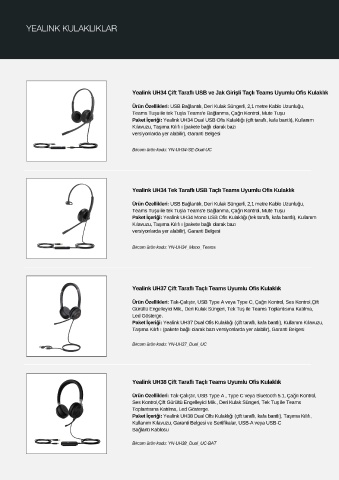 YEALINK KULAKLIKLAR
Yealink UH34 Çift Taraflı USB ve Jak Girişli Taçlı Teams Uyumlu Ofis Kulaklık
Ürün Özellikleri: USB Bağlantılı, Deri Kulak Süngerli, 2,1 metre Kablo Uzunluğu,
Teams Tuşu ile tek Tuşla Teams'e Bağlanma, Çağrı Kontrol, Mute Tuşu
Paket İçeriği: Yealink UH34 Dual USB Ofis Kulaklığı (çift taraflı, kafa bantlı), Kullanım
Kılavuzu, Taşıma Kılıfı (pakete bağlı olarak bazı
versiyonlarda yer alabilir), Garanti Belgesi
Bircom ürün kodu: YN-UH34-SE-Dual-UC
Yealink UH34 Tek Taraflı USB Taçlı Teams Uyumlu Ofis Kulaklık
Ürün Özellikleri: USB Bağlantılı, Deri Kulak Süngerli, 2,1 metre Kablo Uzunluğu,
Teams Tuşu ile tek Tuşla Teams'e Bağlanma, Çağrı Kontrol, Mute Tuşu
Paket İçeriği: Yealink UH34 Mono USB Ofis Kulaklığı (tek taraflı, kafa bantlı), Kullanım
Kılavuzu, Taşıma Kılıfı (pakete bağlı olarak bazı
versiyonlarda yer alabilir), Garanti Belgesi
Bircom ürün kodu: YN-UH34_Mono_Teams
Yealink UH37 Çift Taraflı Taçlı Teams Uyumlu Ofis Kulaklık
Ürün Özellikleri: Tak-Çalıştır, USB Type A veya Type C, Çağrı Kontrol, Ses Kontrol,Çift
Gürültü Engelleyici Mik., Deri Kulak Süngeri, Tek Tuş ile Teams Toplantısına Katılma,
Led Gösterge.
Paket İçeriği: Yealink UH37 Dual Ofis Kulaklığı (çift taraflı, kafa bantlı), Kullanım Kılavuzu,
Taşıma Kılıfı (pakete bağlı olarak bazı versiyonlarda yer alabilir), Garanti Belgesi
Bircom ürün kodu: YN-UH37_Dual_UC
Yealink UH38 Çift Taraflı Taçlı Teams Uyumlu Ofis Kulaklık
Ürün Özellikleri: Tak-Çalıştır, USB Type A , Type C veya Bluetooth 5.1, Çağrı Kontrol,
Ses Kontrol,Çift Gürültü Engelleyici Mik., Deri Kulak Süngeri, Tek Tuş ile Teams
Toplantısına Katılma, Led Gösterge.
Paket İçeriği: Yealink UH38 Dual Ofis Kulaklığı (çift taraflı, kafa bantlı), Taşıma Kılıfı,
Kullanım Kılavuzu, Garanti Belgesi ve Sertifikalar, USB-A veya USB-C
Bağlantı Kablosu
Bircom ürün kodu: YN-UH38_Dual_UC-BAT